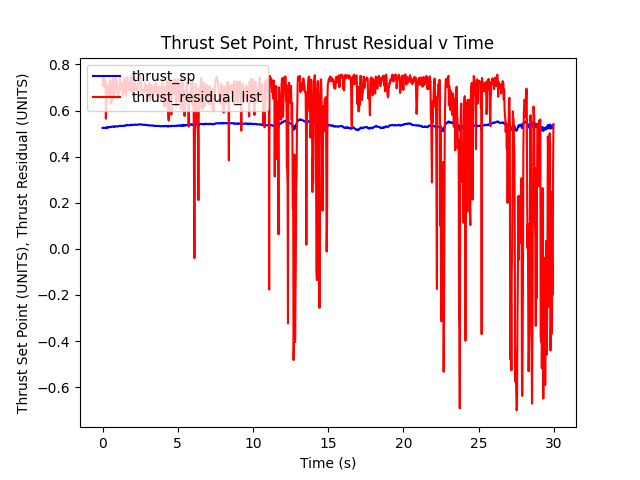 Thrust Set Point, Thrust Residual v Time
thrust_sp
thrust_residual_list
Thrust Set Point (UNITS), Thrust Residual (UNITS)
0.8
0.6
0.4
0.2
0.0
−0.2
−0.4
−0.6
0 5 10 15 20 25 30
Time (s)